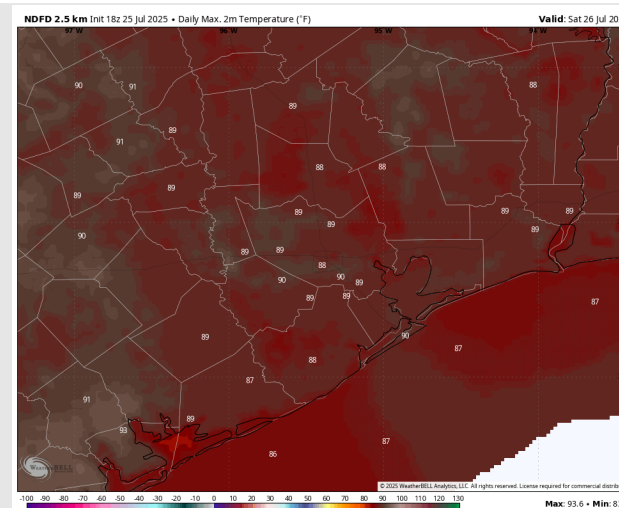 NDFD 2.5 km Init 18z 25 Jul 2025 • Daily Max. 2m Temperature (°F)
Valid: Sat 26 Jul 20
97°W 96°W 95°W 94°W
90 91 88
89
91 89
88 88
89 89
89 89 89 89
90 89 89
89 89 88
90 90 89
89 89 87
89 90
87
88
87
91
89
93
87
86
WeatherBELL
© 2025 WeatherBELL Analytics, LLC. All rights reserved. License required for commercial distrib
-100 -90 -80 -70 -60 -50 -40 -30 -20 -10 0 10 20 30 40 50 60 70 80 90 100 110 120 130
Max: 93.6 • Min: 8